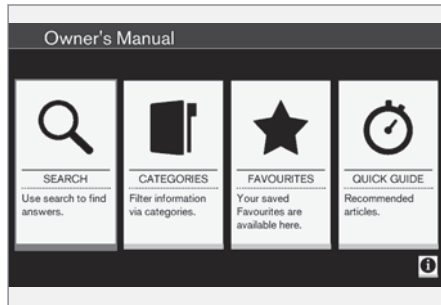 Owner's Manual
SEARCH
Use search to find
answers.
CATEGORIES
Filter information
via categories.
FAVOURITES
Your saved
Favourites are
available here.
QUICK GUIDE
Recommended
articles.